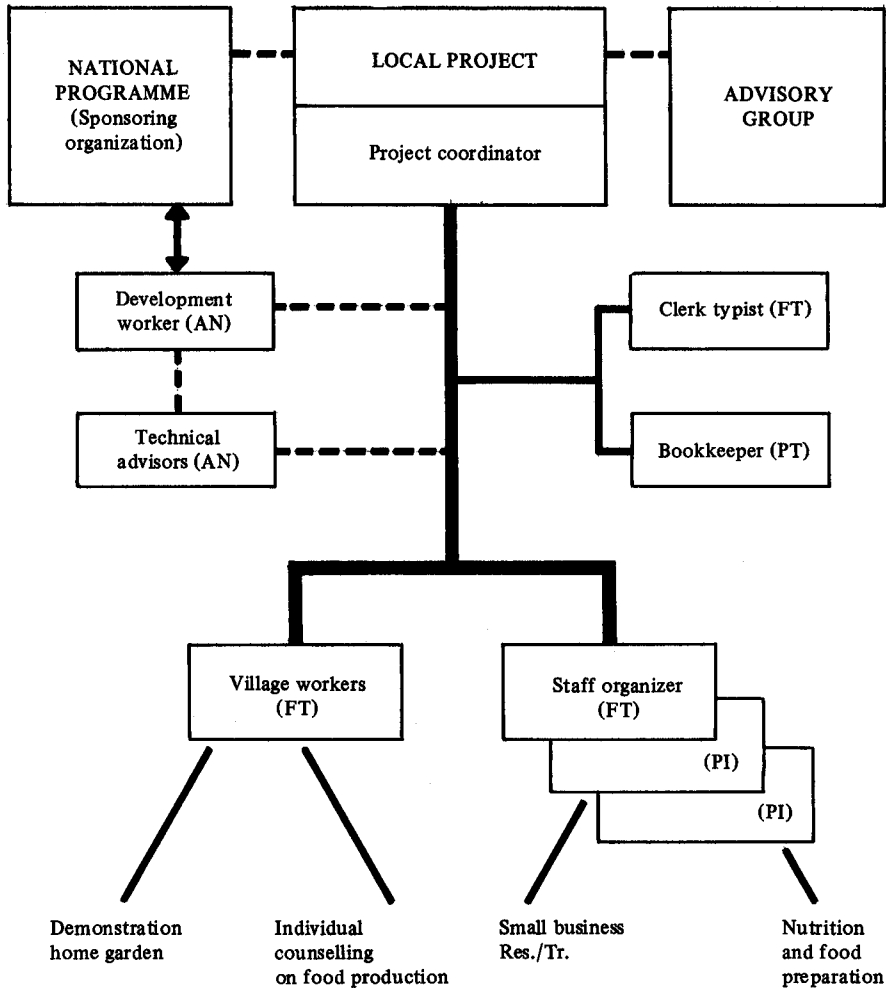 NATIONAL
PROGRAMME
(Sponsoring
organization)
LOCAL PROJECT
Project coordinator
ADVISORY
GROUP
Development
worker (AN)
Clerk typist (FT)
Technical
advisors (AN)
Bookkeeper (PT)
Village workers
(FT)
Staff organizer
(FT)
(PI)
(PI)
Demonstration
home garden
Individual
counselling
on food production
Small business
Res./Tr.
Nutrition
and food
preparation